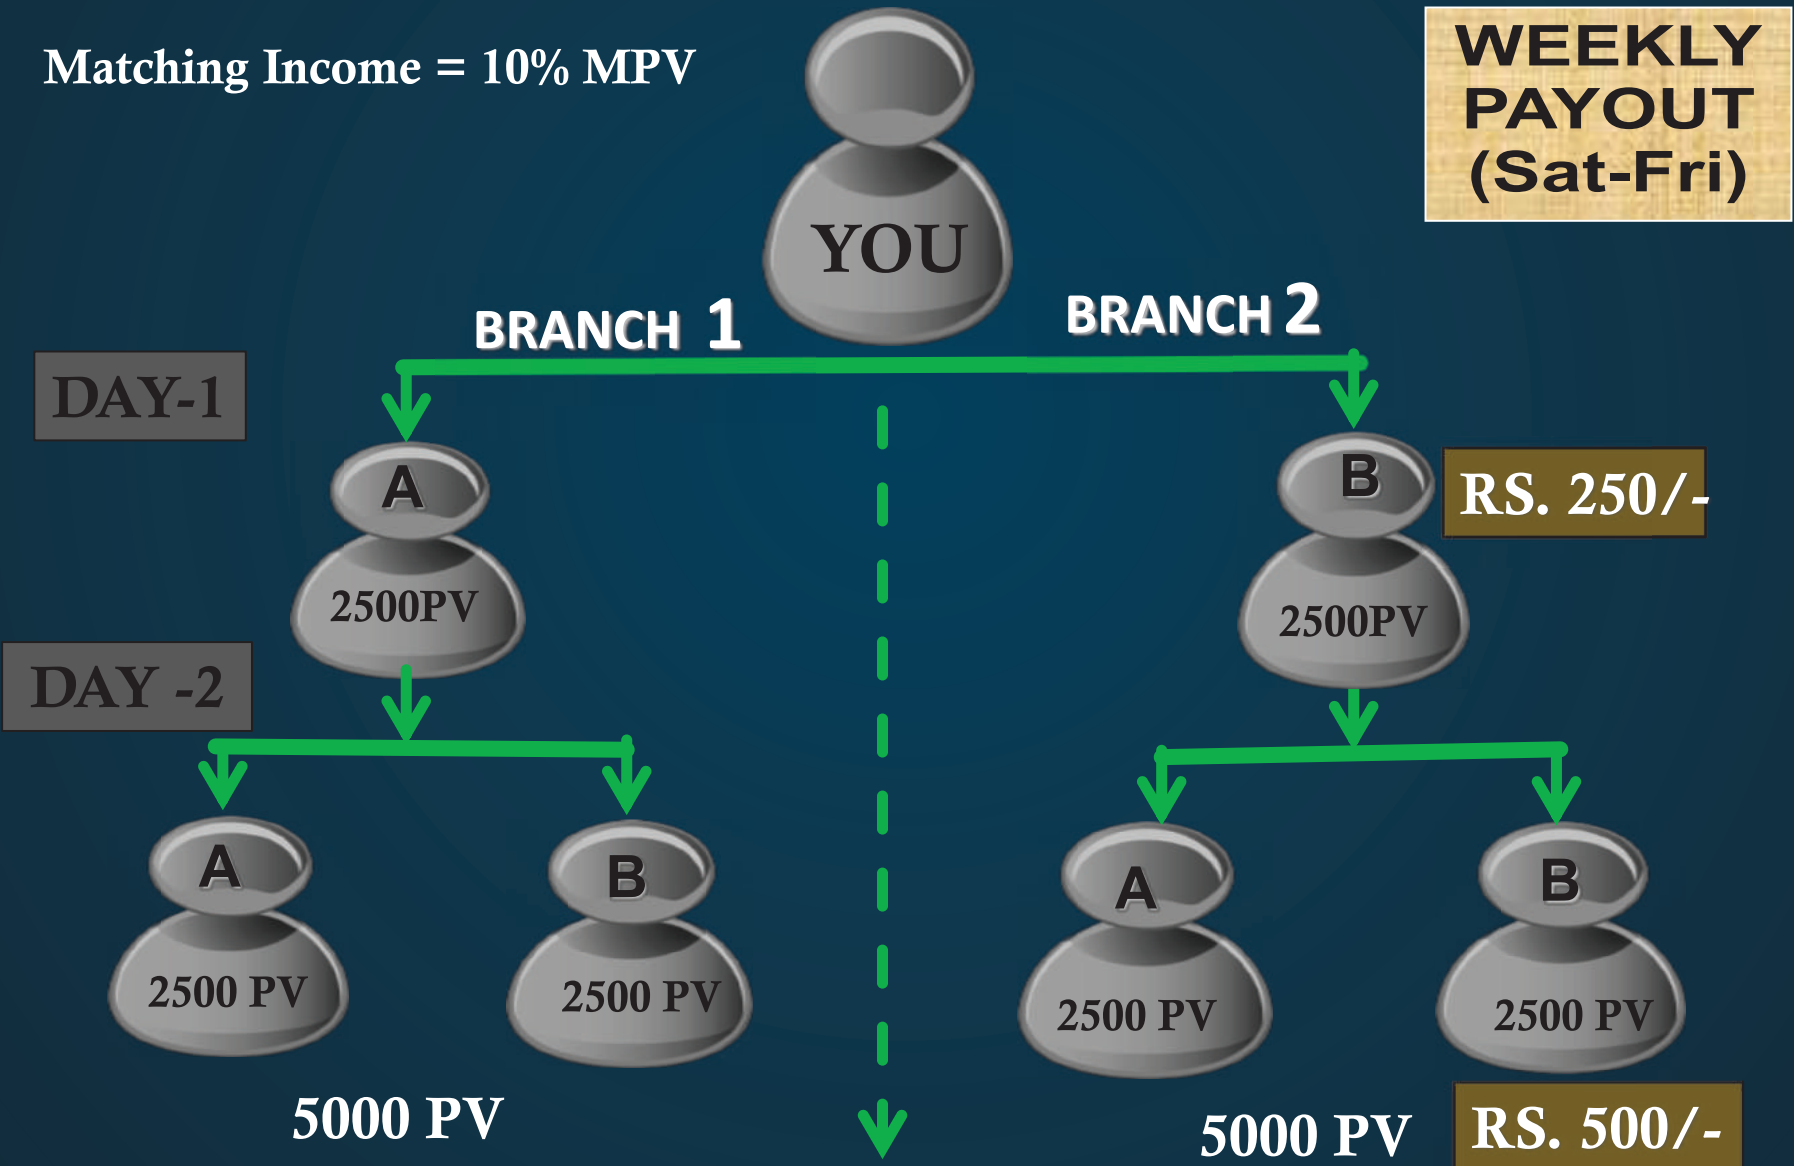 Matching Income = 10% MPV
WEEKLY
PAYOUT
(Sat-Fri)
YOU
BRANCH 1
BRANCH 2
DAY-1
A
B
RS. 250/-
2500PV
2500PV
DAY -2
A
B
A
B
2500 PV
2500 PV
2500 PV
2500 PV
5000 PV
5000 PV
RS. 500/-